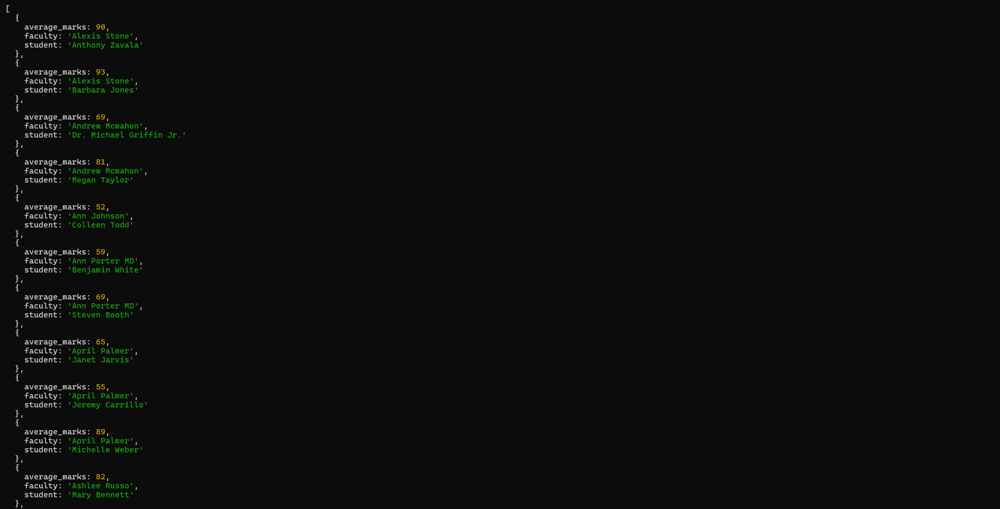 [
  {
    average_marks: 90,
    faculty: 'Alexis Stone',
    student: 'Anthony Zavala'
  },
  {
    average_marks: 93,
    faculty: 'Alexis Stone',
    student: 'Barbara Jones'
  },
  {
    average_marks: 69,
    faculty: 'Andrew Mcmahon',
    student: 'Dr. Michael Griffin Jr.'
  },
  {
    average_marks: 81,
    faculty: 'Andrew Mcmahon',
    student: 'Megan Taylor'
  },
  {
    average_marks: 52,
    faculty: 'Ann Johnson',
    student: 'Colleen Todd'
  },
  {
    average_marks: 59,
    faculty: 'Ann Porter MD',
    student: 'Benjamin White'
  },
  {
    average_marks: 69,
    faculty: 'Ann Porter MD',
    student: 'Steven Booth'
  },
  {
    average_marks: 65,
    faculty: 'April Palmer',
    student: 'Janet Jarvis'
  },
  {
    average_marks: 55,
    faculty: 'April Palmer',
    student: 'Jeremy Carrillo'
  },
  {
    average_marks: 89,
    faculty: 'April Palmer',
    student: 'Michelle Weber'
  },
  {
    average_marks: 82,
    faculty: 'Ashlee Russo',
    student: 'Mary Bennett'
  },